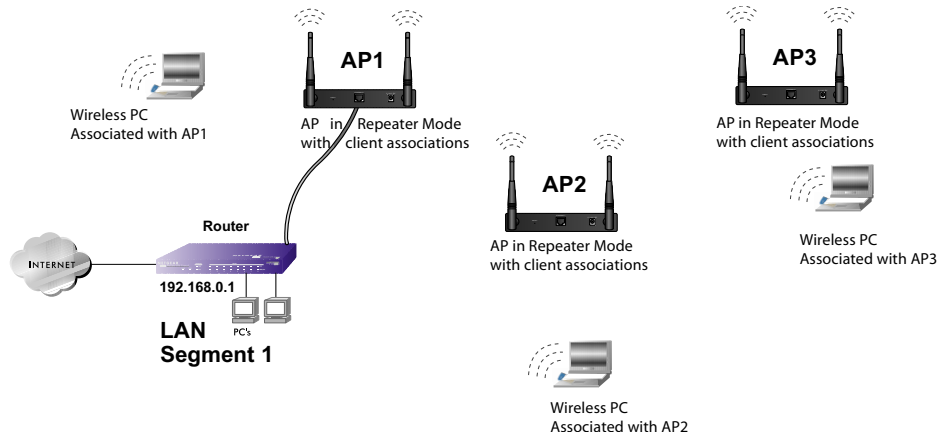 AP1
AP3
Wireless PC
Associated with AP1
AP in Repeater Mode
with client associations
AP in Repeater Mode
with client associations
AP2
Router
AP in Repeater Mode
with client associations
Wireless PC
Associated with AP3
INTERNET
192.168.0.1
LAN
Segment 1
PC's
Wireless PC
Associated with AP2